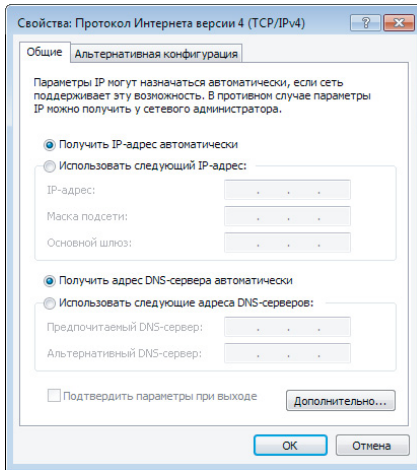 Свойства: Протокол Интернета версии 4 (TCP/IPv4)
Общие Альтернативная конфигурация
Параметры IP могут назначаться автоматически, если сеть
поддерживает эту возможность. В противном случае параметры
IP можно получить у сетевого администратора.
Получить IP-адрес автоматически
Использовать следующий IP-адрес:
IP-адрес:
Маска подсети:
Основной шлюз:
Получить адрес DNS-сервера автоматически
Использовать следующие адреса DNS-серверов:
Предпочитаемый DNS-сервер:
Альтернативный DNS-сервер:
Подтвердить параметры при выходе
Дополнительно...
ОК Отмена